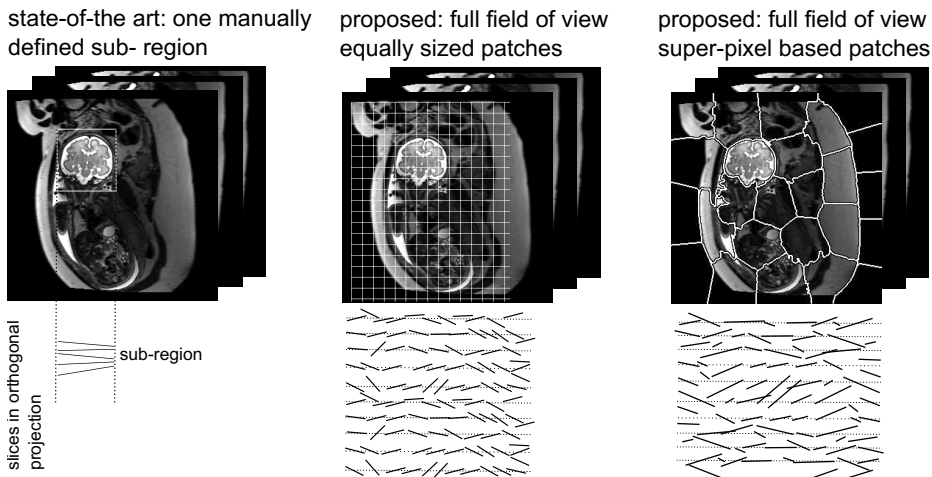 state-of-the art: one manually
defined sub- region
proposed: full field of view
equally sized patches
proposed: full field of view
super-pixel based patches
sub-region
slices in orthogonal
projection